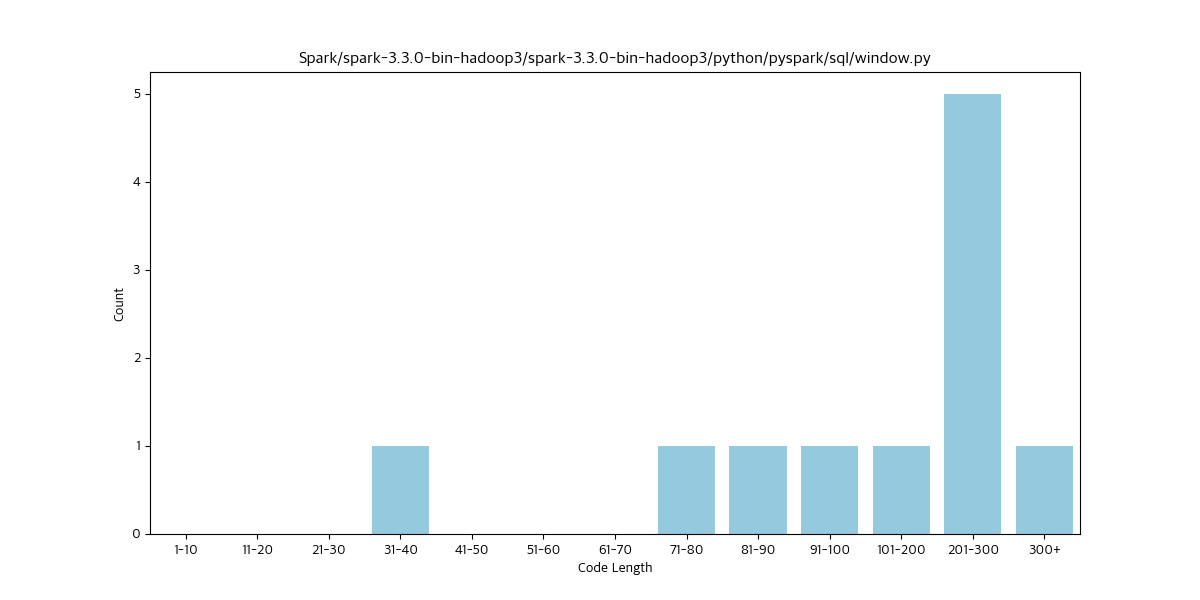 Spark/spark-3.3.0-bin-hadoop3/spark-3.3.0-bin-hadoop3/python/pyspark/sql/window.py
5
4
3
2
1
0
Count
1-10 11-20 21-30 31-40 41-50 51-60 61-70 71-80 81-90 91-100 101-200 201-300 300+
Code Length